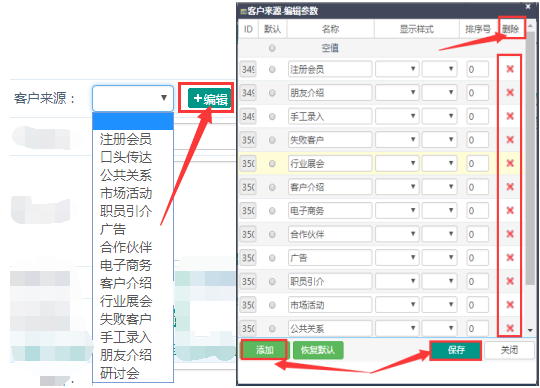 客户来源：
+编辑
注册会员
口头传达
公共关系
市场活动
职员引介
广告
合作伙伴
电子商务
客户介绍
行业展会
失败客户
手工录入
朋友介绍
研讨会
客户来源-编辑参数
ID 默认 名称 显示样式 排序号 删除
空值
349 注册会员 0
349 朋友介绍 0
349 手工录入 0
350 失败客户 0
350 行业展会 0
350 客户介绍 0
350 电子商务 0
350 合作伙伴 0
350 广告 0
350 职员引介 0
350 市场活动 0
350 公共关系 0
添加 恢复默认 保存 关闭